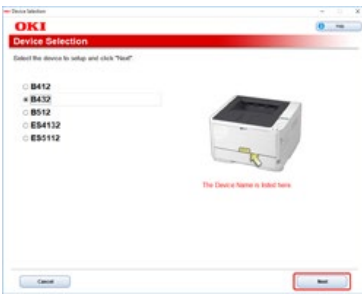 Device Selection
OKI
Device Selection
Select the device to setup and click "Next"
B412
B432
B512
ES4132
ES5112
The Device Name is listed here
Cancel
Next